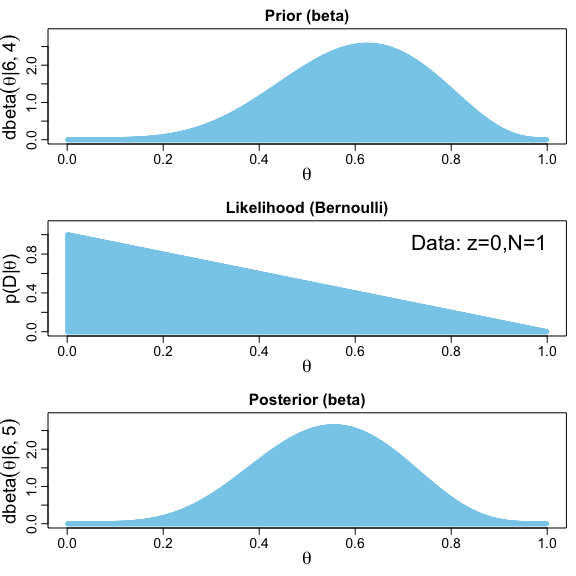 Prior (beta)
dbeta(θ|6, 4)
2.0
1.0
0.0
0.0 0.2 0.4 0.6 0.8 1.0
θ
Likelihood (Bernoulli)
Data: z=0,N=1
p(D|θ)
0.8
0.4
0.0
0.0 0.2 0.4 0.6 0.8 1.0
θ
Posterior (beta)
dbeta(θ|6, 5)
2.0
1.0
0.0
0.0 0.2 0.4 0.6 0.8 1.0
θ